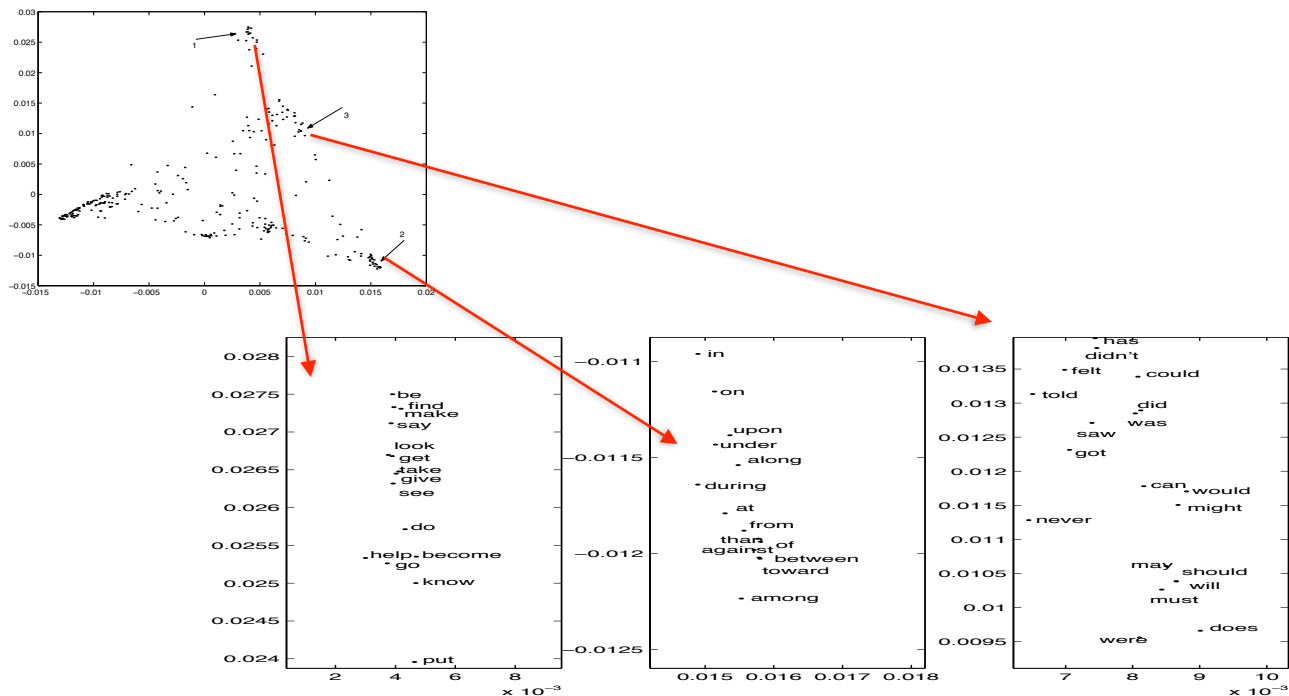 0.03
0.025
0.02
0.015
0.01
0.005
0
−0.005
−0.01
−0.015
−0.015
−0.01
−0.005
0
0.005
0.01
0.015
0.02
1
3
2
0.028
0.0275
0.027
0.0265
0.026
0.0255
0.025
0.0245
0.024
be
find
make
say
look
get
take
give
see
do
help
become
go
know
put
2
4
6
8
x 10⁻³
−0.011
−0.0115
−0.012
−0.0125
in
on
upon
under
along
during
at
from
than
of
against
between
toward
among
0.015
0.016
0.017
0.018
0.0135
0.013
0.0125
0.012
0.0115
0.011
0.0105
0.01
0.0095
has
didn't
felt
could
told
did
was
saw
got
can
would
might
never
may
should
will
must
does
were
7
8
9
10
x 10⁻³